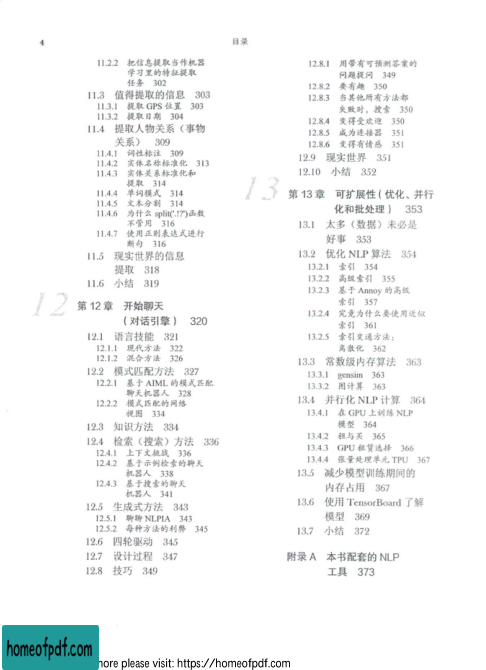 4
目录
11.2.2 把信息提取当作机器
学习里的特征提取
任务 302
11.3 值得提取的信息 303
11.3.1 提取 GPS 位置 303
11.3.2 提取日期 304
11.4 提取人物关系（事物
关系） 309
11.4.1 词性标注 309
11.4.2 实体名称标准化 313
11.4.3 实体关系标准化和
提取 314
11.4.4 单词模式 314
11.4.5 文本分割 314
11.4.6 为什么 split('.!?')函数
不管用 316
11.4.7 使用正则表达式进行
断句 316
11.5 现实世界的信息
提取 318
11.6 小结 319
12
第 12 章 开始聊天
（对话引擎） 320
12.1 语言技能 321
12.1.1 现代方法 322
12.1.2 混合方法 326
12.2 模式匹配方法 327
12.2.1 基于 AIML 的模式匹配
聊天机器人 328
12.2.2 模式匹配的网络
视图 334
12.3 知识方法 334
12.4 检索（搜索）方法 336
12.4.1 上下文挑战 336
12.4.2 基于示例检索的聊天
机器人 338
12.4.3 基于搜索的聊天
机器人 341
12.5 生成式方法 343
12.5.1 聊聊 NLPIA 343
12.5.2 每种方法的利弊 345
12.6 四轮驱动 345
12.7 设计过程 347
12.8 技巧 349
12.8.1 用带有可预测答案的
问题提问 349
12.8.2 要有趣 350
12.8.3 当其他所有方法都
失败时，搜索 350
12.8.4 变得受欢迎 350
12.8.5 成为连接器 351
12.8.6 变得有情感 351
12.9 现实世界 351
12.10 小结 352
13
第 13 章 可扩展性（优化、并行
化和批处理） 353
13.1 太多（数据）未必是
好事 353
13.2 优化 NLP 算法 354
13.2.1 索引 354
13.2.2 高级索引 355
13.2.3 基于 Annoy 的高级
索引 357
13.2.4 究竟为什么要使用近似
索引 361
13.2.5 索引变通方法：
离散化 362
13.3 常数级内存算法 363
13.3.1 gensim 363
13.3.2 图计算 363
13.4 并行化 NLP 计算 364
13.4.1 在 GPU 上训练 NLP
模型 364
13.4.2 租与买 365
13.4.3 GPU 租赁选择 366
13.4.4 张量处理单元 TPU 367
13.5 减少模型训练期间的
内存占用 367
13.6 使用 TensorBoard 了解
模型 369
13.7 小结 372
附录 A 本书配套的 NLP
工具 373
homeofpdf.com
more please visit: https://homeofpdf.com